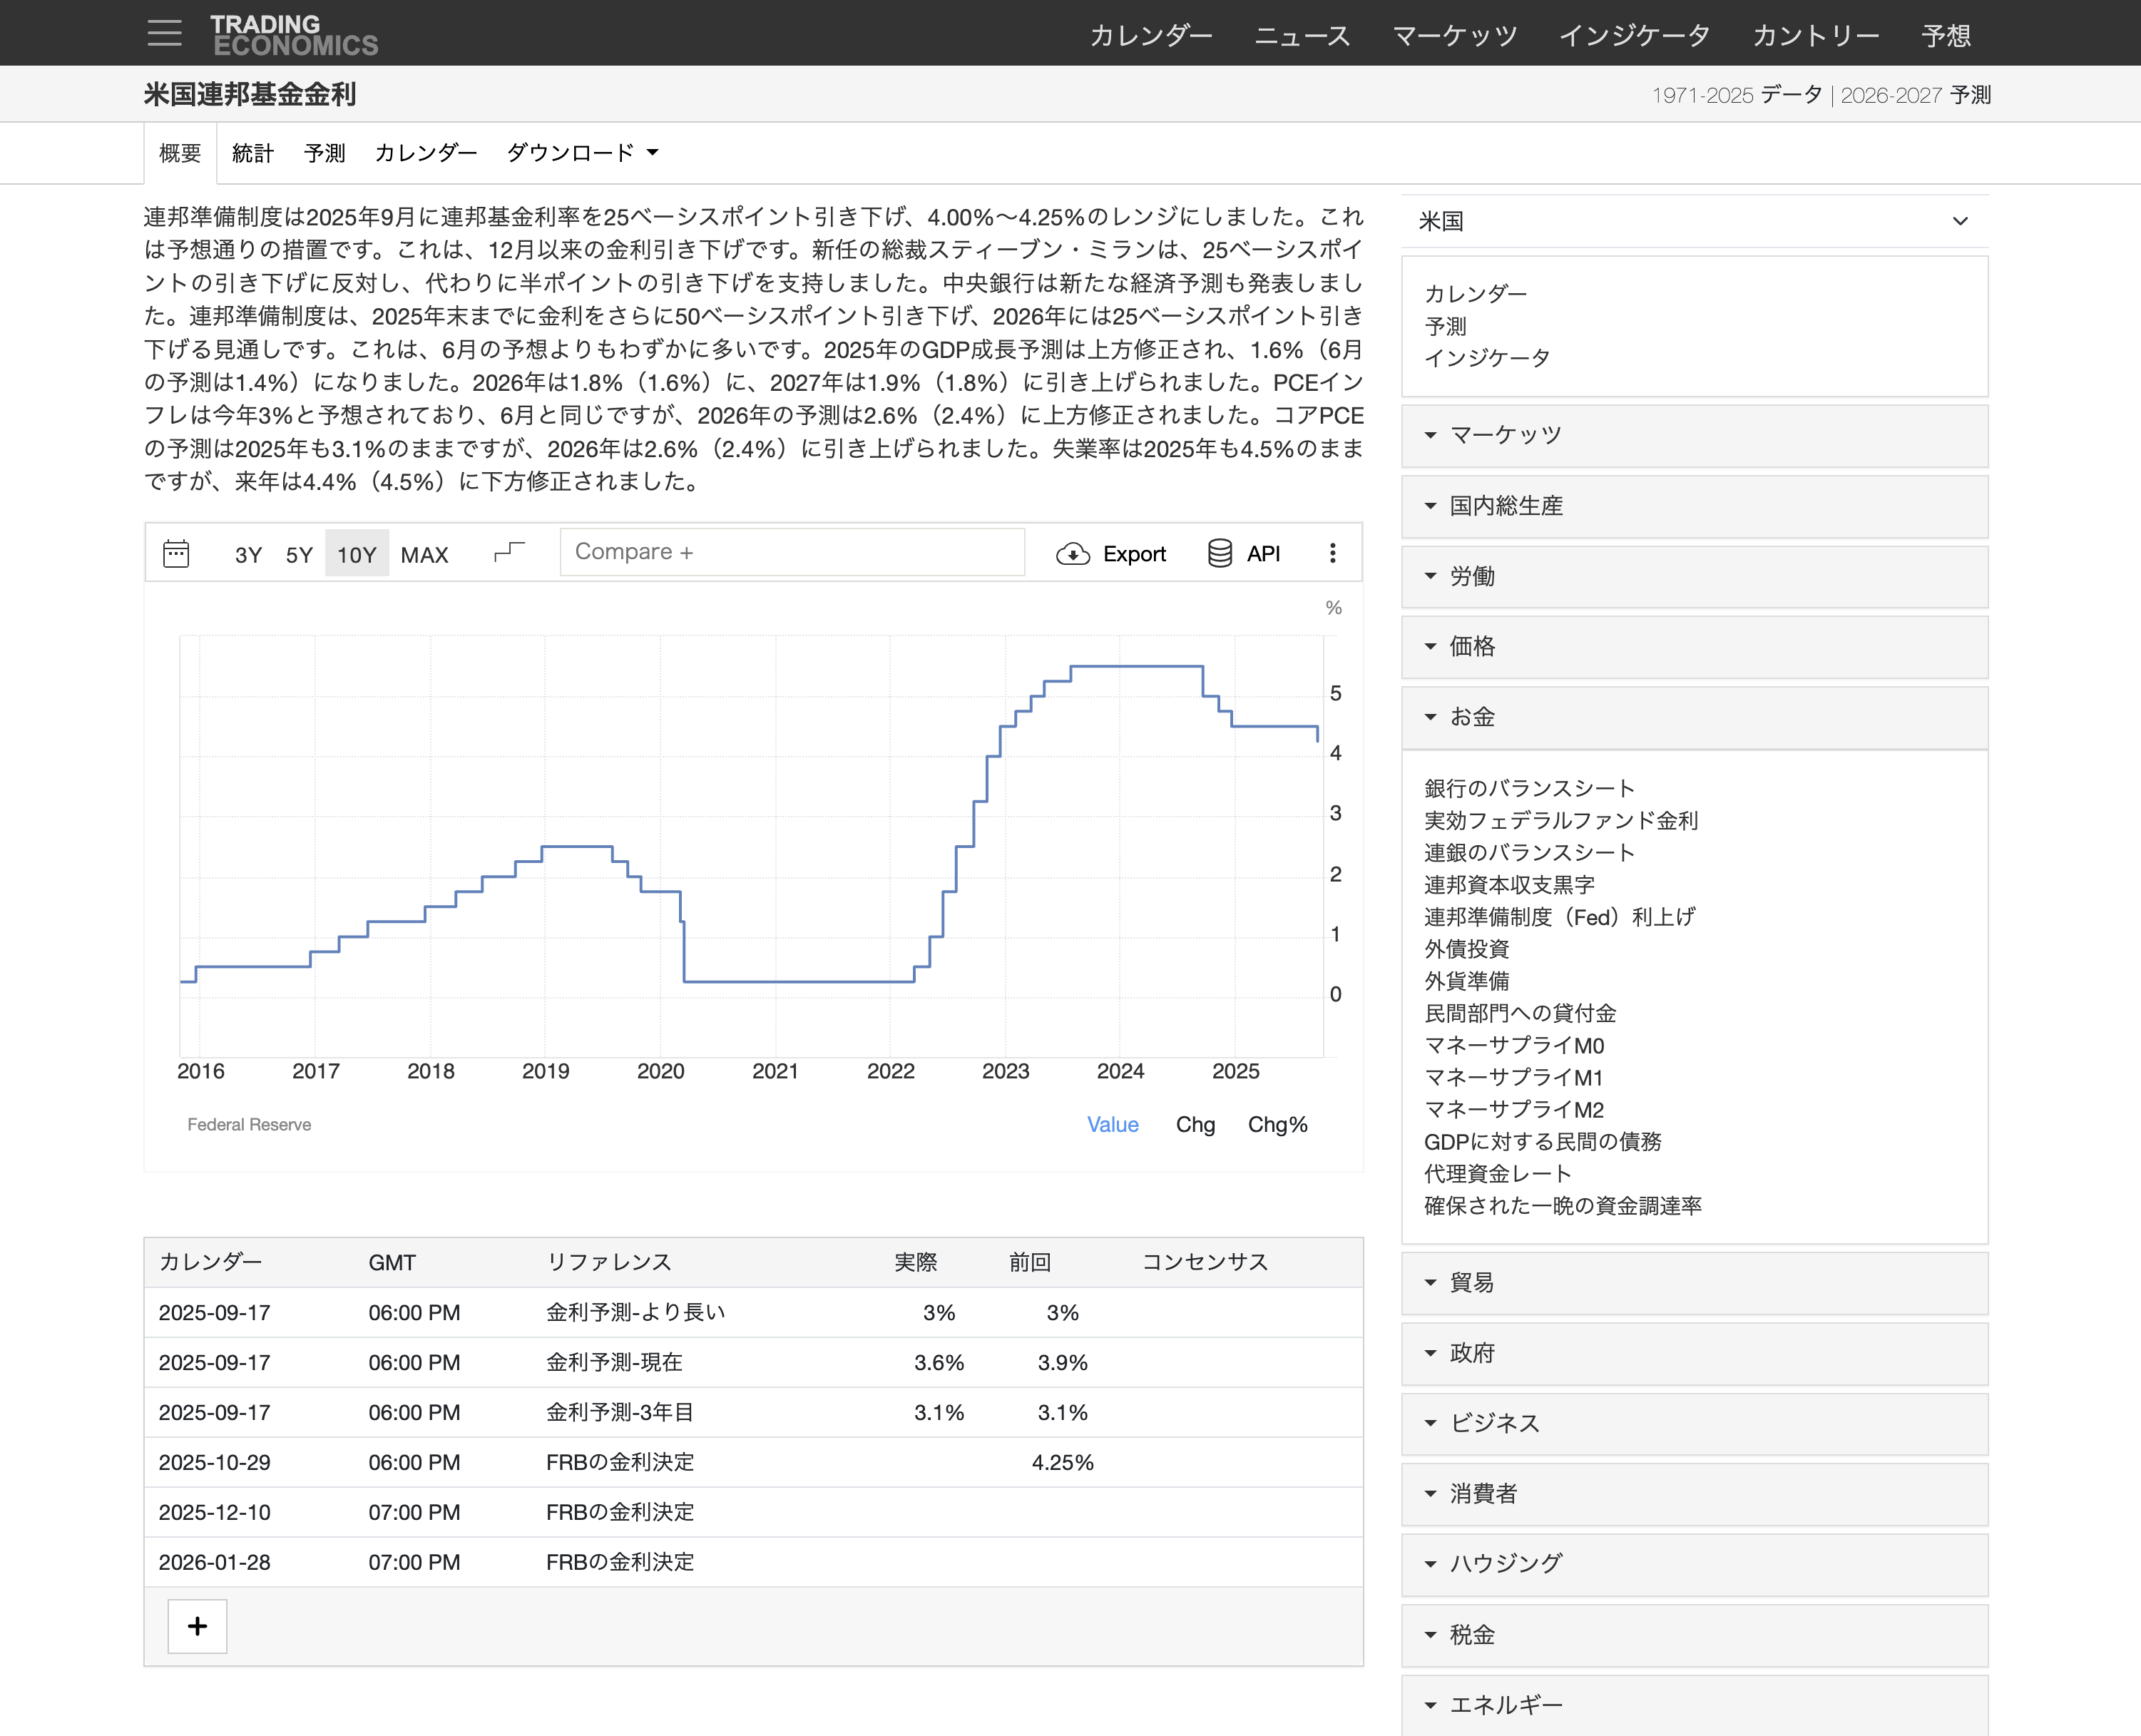 TRADING
ECONOMICS
カレンダー ニュース マーケッツ インジケータ カントリー 予想
米国連邦基金金利
1971-2025 データ | 2026-2027 予測
概要 統計 予測 カレンダー ダウンロード
連邦準備制度は2025年9月に連邦基金利率を25ベーシスポイント引き下げ、4.00%〜4.25%のレンジにしました。これ
は予想通りの措置です。これは、12月以来の金利引き下げです。新任の総裁スティーブン・ミランは、25ベーシスポイ
ントの引き下げに反対し、代わりに半ポイントの引き下げを支持しました。中央銀行は新たな経済予測も発表しまし
た。連邦準備制度は、2025年末までに金利をさらに50ベーシスポイント引き下げ、2026年には25ベーシスポイント引き
下げる見通しです。これは、6月の予想よりもわずかに多いです。2025年のGDP成長予測は上方修正され、1.6%（6月
の予測は1.4%）になりました。2026年は1.8%（1.6%）に、2027年は1.9%（1.8%）に引き上げられました。PCEイン
フレは今年3%と予想されており、6月と同じですが、2026年の予測は2.6%（2.4%）に上方修正されました。コアPCE
の予測は2025年も3.1%のままですが、2026年は2.6%（2.4%）に引き上げられました。失業率は2025年も4.5%のまま
ですが、来年は4.4%（4.5%）に下方修正されました。
3Y 5Y 10Y MAX Compare + Export API
%
5
4
3
2
1
0
2016 2017 2018 2019 2020 2021 2022 2023 2024 2025
Federal Reserve
Value Chg Chg%
カレンダー GMT リファレンス 実際 前回 コンセンサス
2025-09-17 06:00 PM 金利予測-より長い 3% 3%
2025-09-17 06:00 PM 金利予測-現在 3.6% 3.9%
2025-09-17 06:00 PM 金利予測-3年目 3.1% 3.1%
2025-10-29 06:00 PM FRBの金利決定 4.25%
2025-12-10 07:00 PM FRBの金利決定
2026-01-28 07:00 PM FRBの金利決定
+
米国
カレンダー
予測
インジケータ
マーケッツ
国内総生産
労働
価格
お金
銀行のバランスシート
実効フェデラルファンド金利
連銀のバランスシート
連邦資本収支黒字
連邦準備制度（Fed）利上げ
外債投資
外貨準備
民間部門への貸付金
マネーサプライM0
マネーサプライM1
マネーサプライM2
GDPに対する民間の債務
代理資金レート
確保された一晩の資金調達率
貿易
政府
ビジネス
消費者
ハウジング
税金
エネルギー